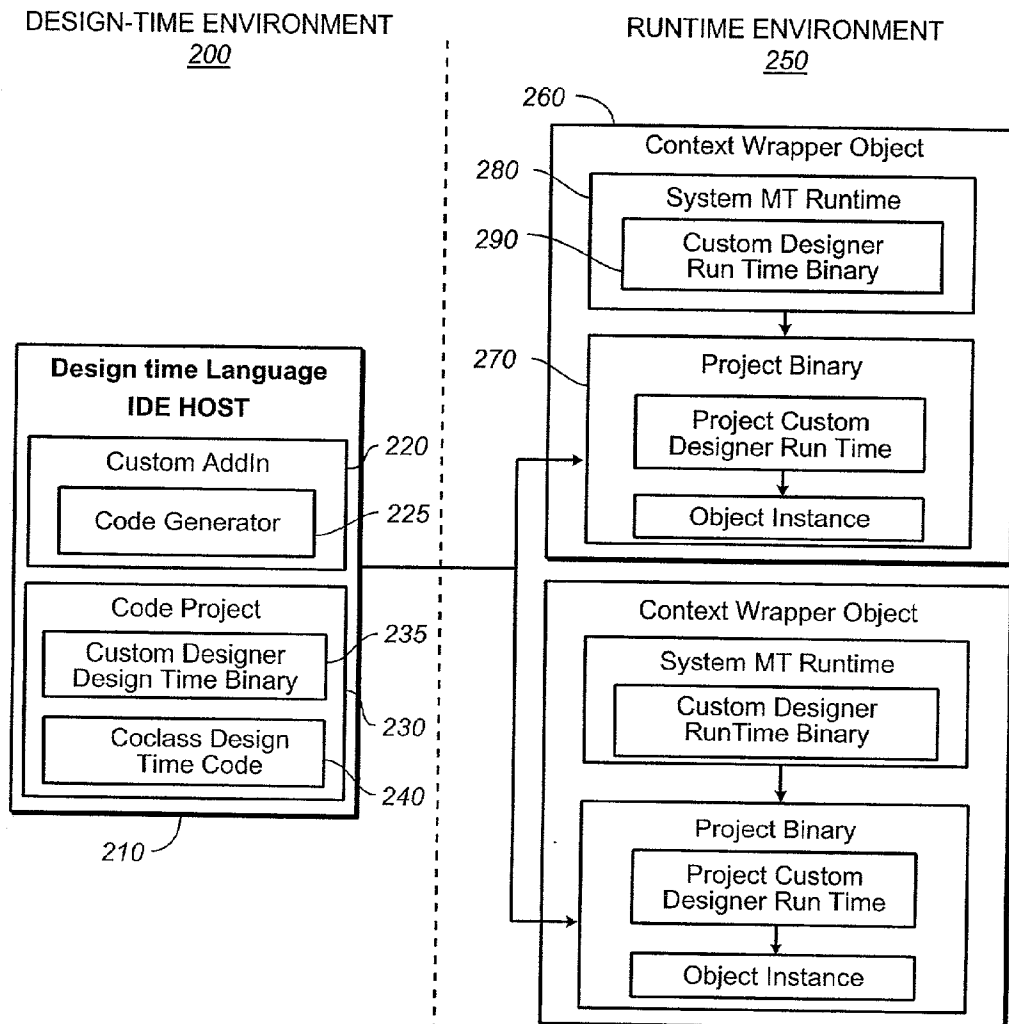 DESIGN-TIME ENVIRONMENT
200
RUNTIME ENVIRONMENT
250
260
Context Wrapper Object
280
System MT Runtime
290
Custom Designer
Run Time Binary
270
Project Binary
Project Custom
Designer Run Time
Object Instance
Design time Language
IDE HOST
Custom AddIn
220
Code Generator
225
Code Project
235
Custom Designer
Design Time Binary
230
Coclass Design
Time Code
240
210
Context Wrapper Object
System MT Runtime
Custom Designer
RunTime Binary
Project Binary
Project Custom
Designer Run Time
Object Instance